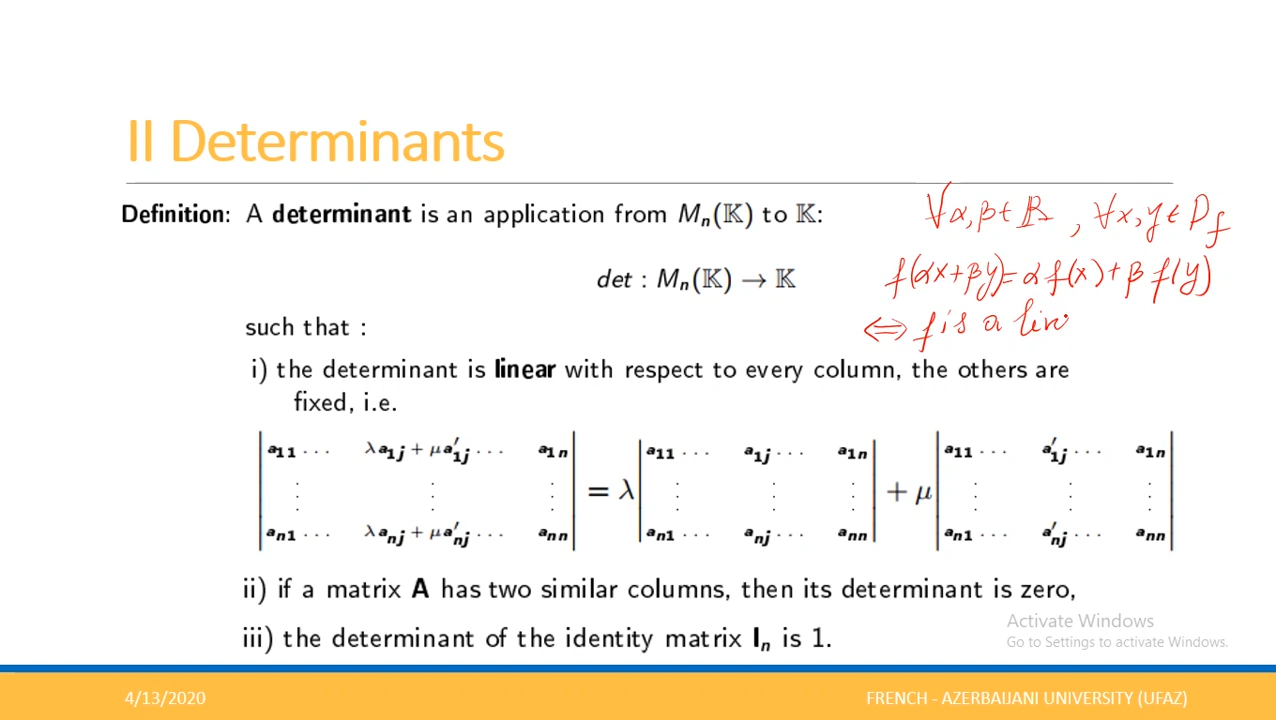 II Determinants
Definition: A determinant is an application from Mₙ(𝕂) to 𝕂:
∀α,β∈ℝ, ∀x,y∈D_f
det : Mₙ(𝕂) → 𝕂
f(αx+βy)=αf(x)+βf(y)
such that :
⇔ f is a lin
i) the determinant is linear with respect to every column, the others are
fixed, i.e.
|a₁₁ ⋯ λa₁ⱼ + μa′₁ⱼ ⋯ a₁ₙ| |a₁₁ ⋯ a₁ⱼ ⋯ a₁ₙ| |a₁₁ ⋯ a′₁ⱼ ⋯ a₁ₙ|
⋮ ⋮ ⋮ = λ ⋮ ⋮ ⋮ + μ ⋮ ⋮ ⋮
|aₙ₁ ⋯ λaₙⱼ + μa′ₙⱼ ⋯ aₙₙ| |aₙ₁ ⋯ aₙⱼ ⋯ aₙₙ| |aₙ₁ ⋯ a′ₙⱼ ⋯ aₙₙ|
ii) if a matrix A has two similar columns, then its determinant is zero,
iii) the determinant of the identity matrix Iₙ is 1.
Activate Windows
Go to Settings to activate Windows.
4/13/2020
FRENCH - AZERBAIJANI UNIVERSITY (UFAZ)